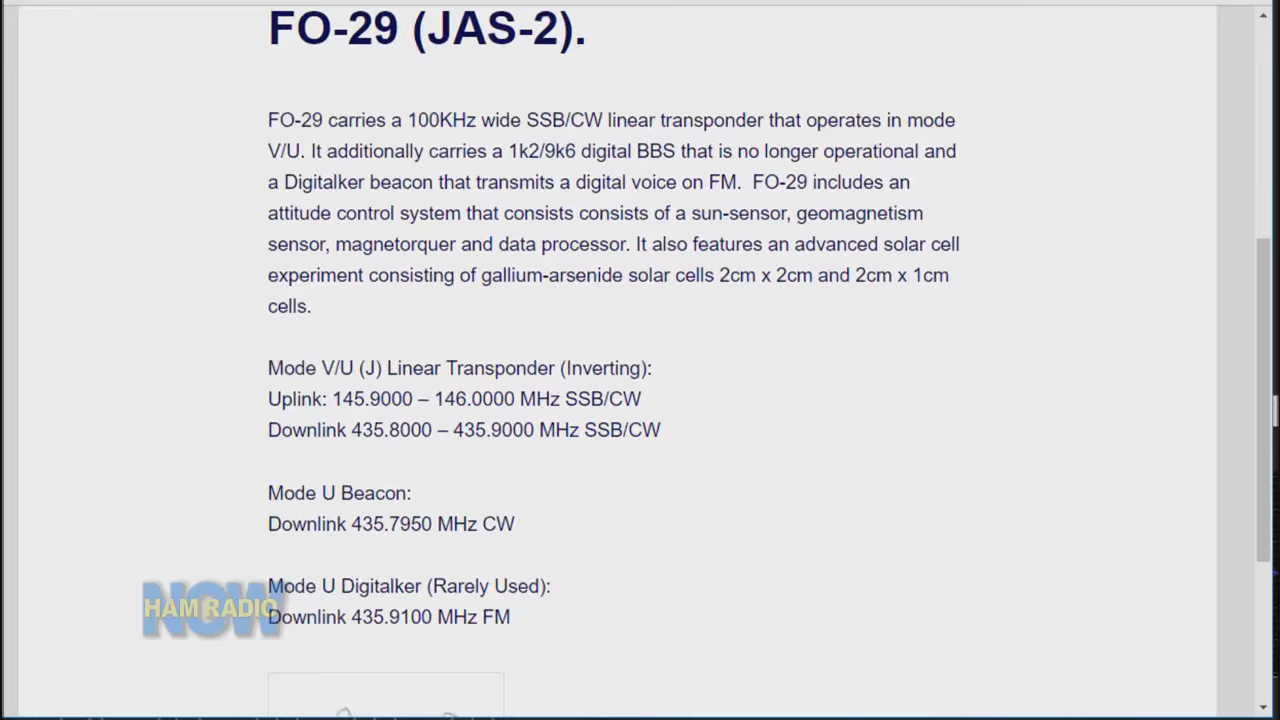 FO-29 (JAS-2).
FO-29 carries a 100KHz wide SSB/CW linear transponder that operates in mode
V/U. It additionally carries a 1k2/9k6 digital BBS that is no longer operational and
a Digitalker beacon that transmits a digital voice on FM.  FO-29 includes an
attitude control system that consists consists of a sun-sensor, geomagnetism
sensor, magnetorquer and data processor. It also features an advanced solar cell
experiment consisting of gallium-arsenide solar cells 2cm x 2cm and 2cm x 1cm
cells.
Mode V/U (J) Linear Transponder (Inverting):
Uplink: 145.9000 – 146.0000 MHz SSB/CW
Downlink 435.8000 – 435.9000 MHz SSB/CW
Mode U Beacon:
Downlink 435.7950 MHz CW
Mode U Digitalker (Rarely Used):
Downlink 435.9100 MHz FM
NOW
HAM RADIO